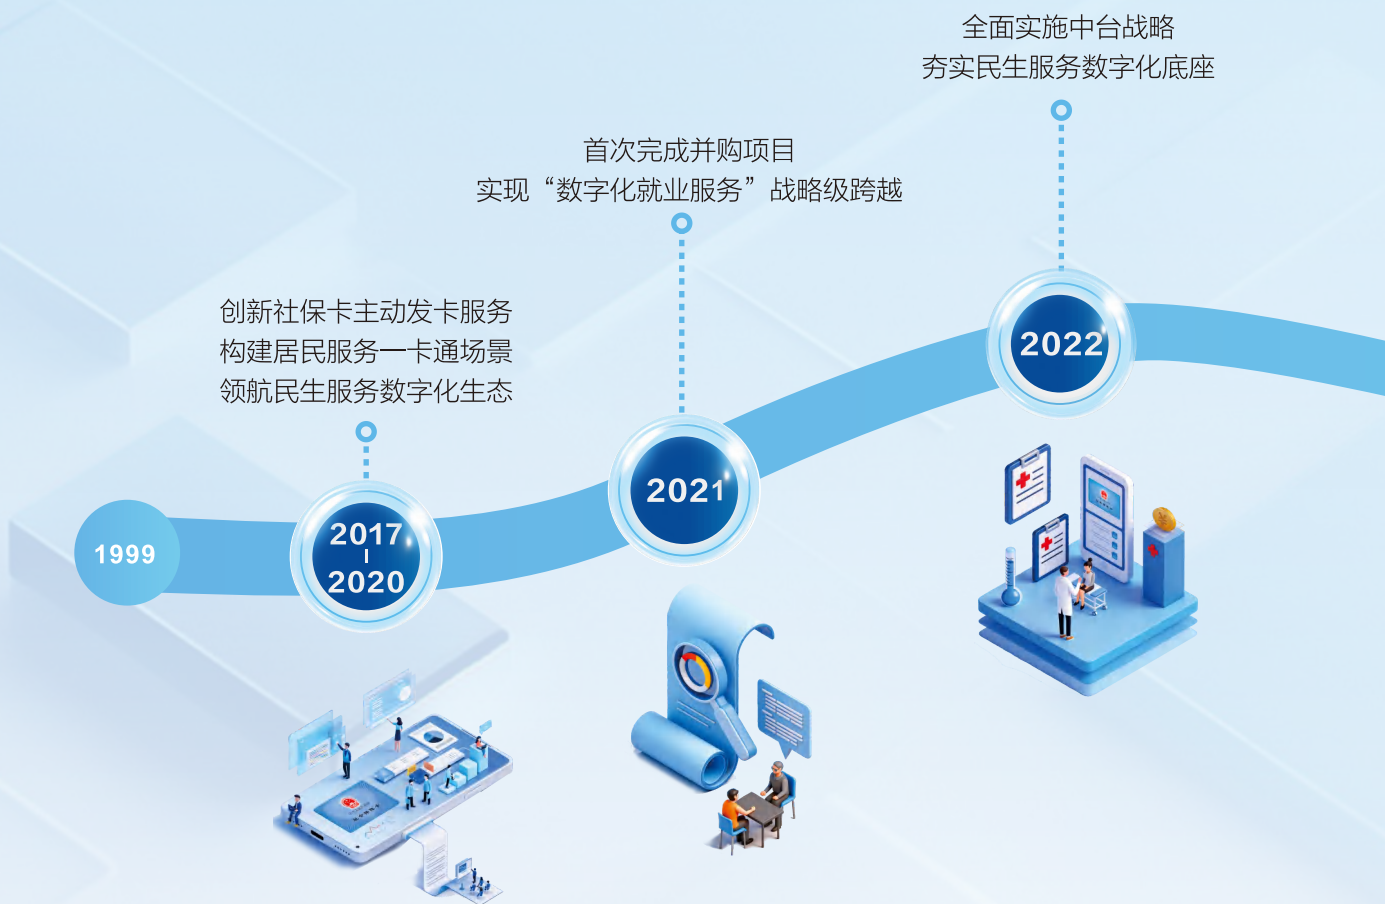 全面实施中台战略
夯实民生服务数字化底座
首次完成并购项目
实现“数字化就业服务”战略级跨越
创新社保卡主动发卡服务
构建居民服务一卡通场景
领航民生服务数字化生态
1999
2017
-
2020
2021
2022